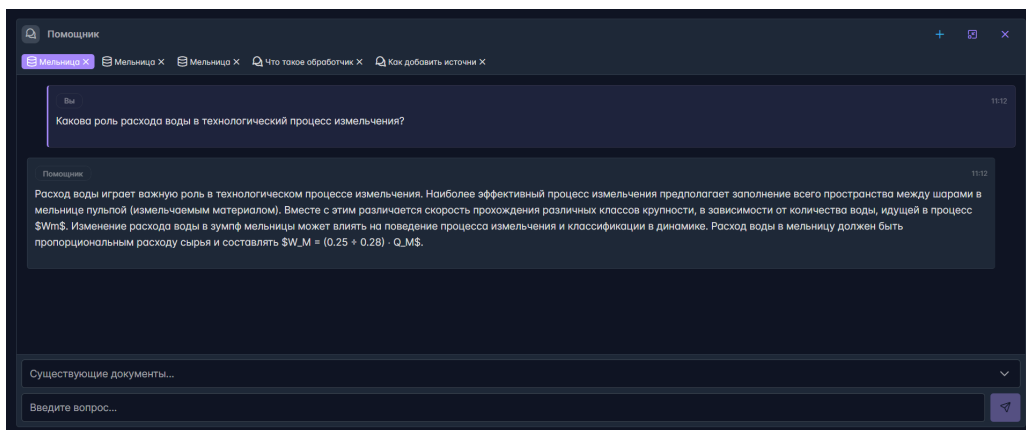 Помощник
Мельница × Мельница × Мельница × Что такое обработчик × Как добавить источни ×
Вы 11:12
Какова роль расхода воды в технологический процесс измельчения?
Помощник 11:12
Расход воды играет важную роль в технологическом процессе измельчения. Наиболее эффективный процесс измельчения предполагает заполнение всего пространства между шарами в
мельнице пульпой (измельчаемым материалом). Вместе с этим различается скорость прохождения различных классов крупности, в зависимости от количества воды, идущей в процесс
$Wm$. Изменение расхода воды в зумпф мельницы может влиять на поведение процесса измельчения и классификации в динамике. Расход воды в мельницу должен быть
пропорциональным расходу сырья и составлять $W_M = (0.25 ÷ 0.28) · Q_M$.
Существующие документы...
Введите вопрос...